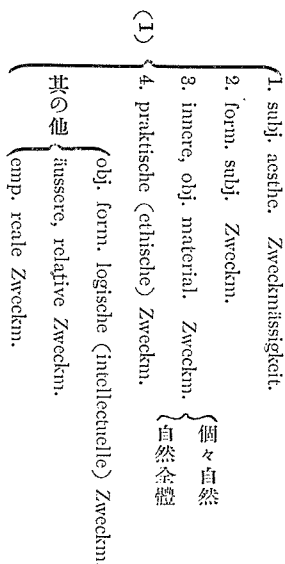 (1)
1. subj. aesthe. Zweckmässigkeit.
2. form. subj. Zweckm.
3. innere, obj. material. Zweckm.
個々自然
自然全體
4. praktische (ethische) Zweckm.
其の他
obj. form. logische (intellectuelle) Zweckm.
äussere, relative Zweckm.
emp. reale Zweckm.